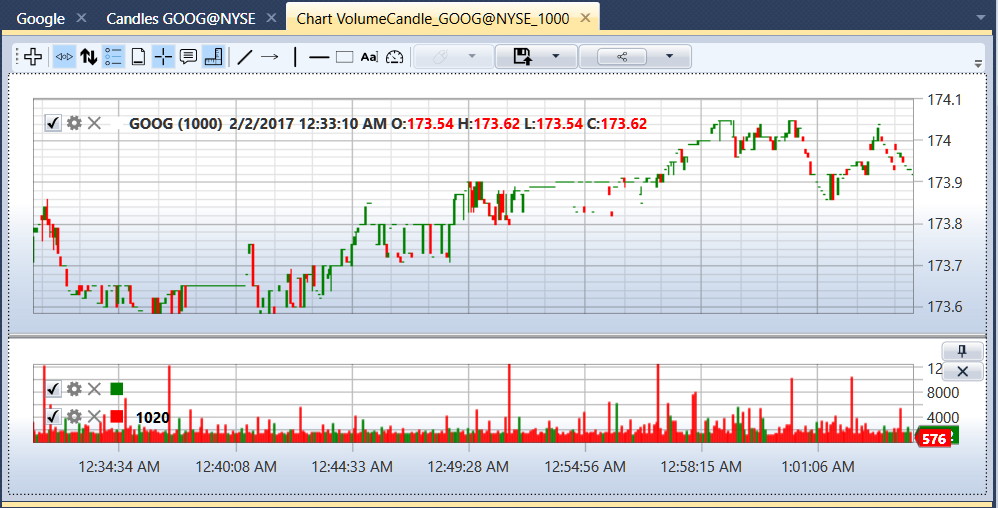 Google Candles GOOG@NYSE Chart VolumeCandle_GOOG@NYSE_1000
Aa
GOOG (1000) 2/2/2017 12:33:10 AM O:173.54 H:173.62 L:173.54 C:173.62
174.1
174
173.9
173.8
173.7
173.6
12
8000
1020
4000
576
12:34:34 AM 12:40:08 AM 12:44:33 AM 12:49:28 AM 12:54:56 AM 12:58:15 AM 1:01:06 AM